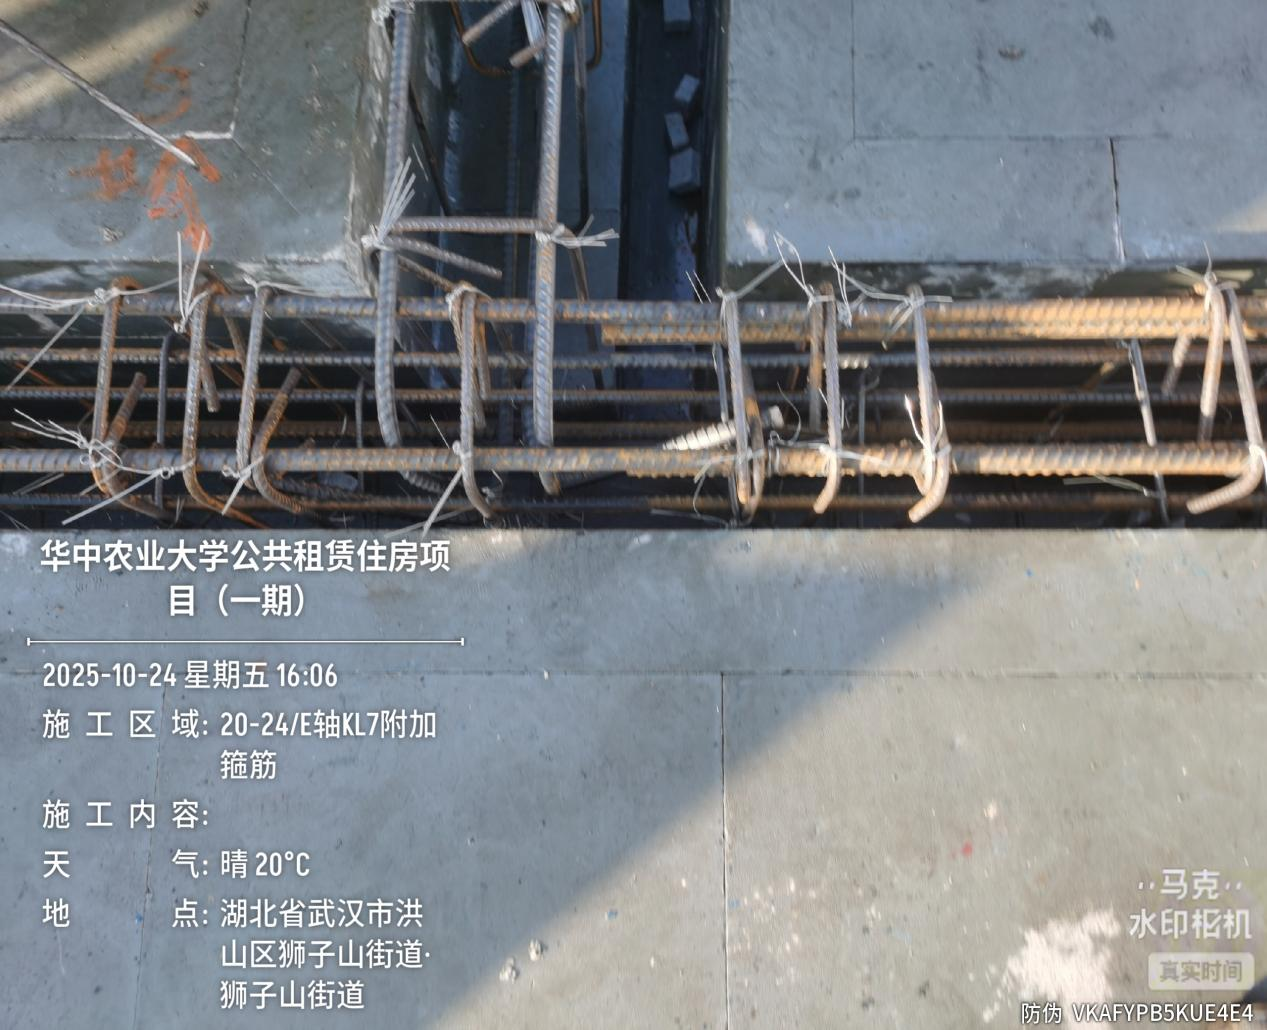 华中农业大学公共租赁住房项
目（一期）
2025-10-24 星期五 16:06
施工区域: 20-24/E轴KL7附加
箍筋
施工内容:
天气: 晴 20°C
地点: 湖北省武汉市洪
山区狮子山街道·
狮子山街道
马克
水印相机
真实时间
防伪 VKAFYPB5KUE4E4